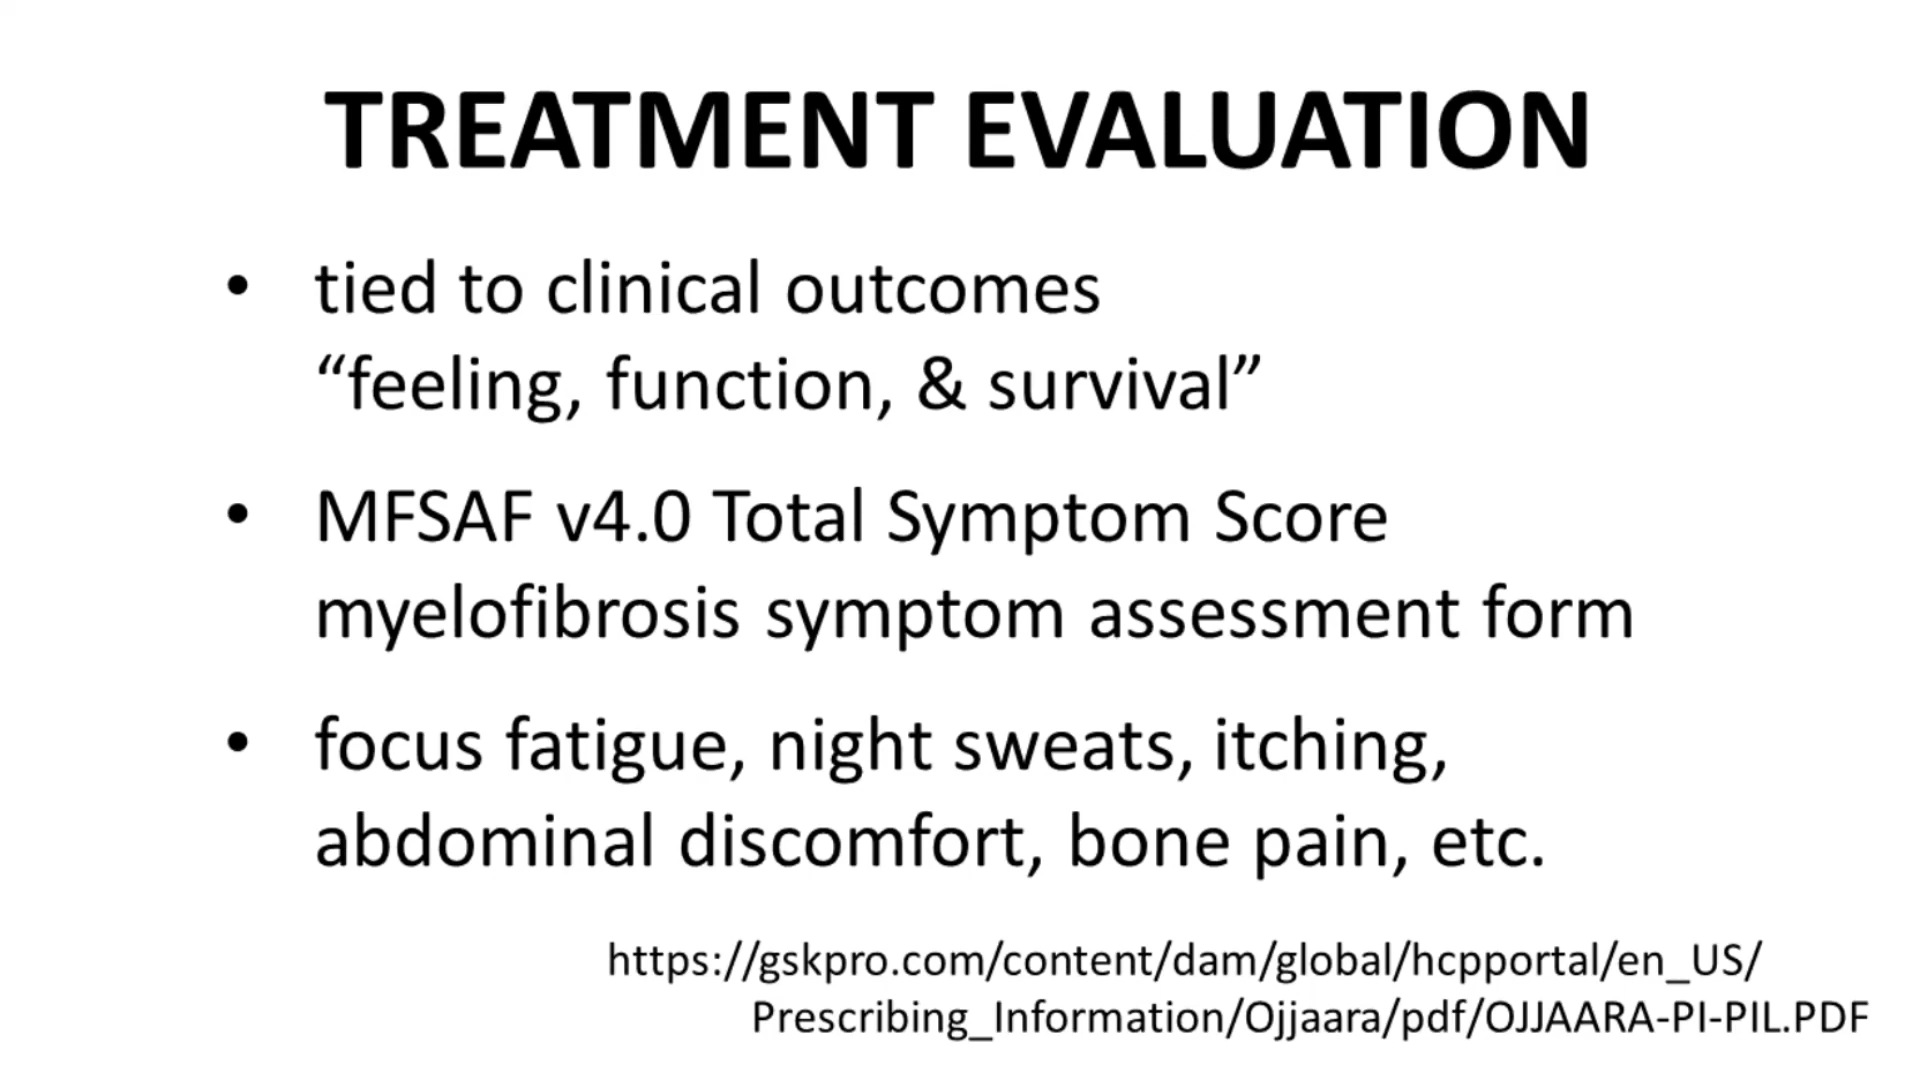 TREATMENT EVALUATION
• tied to clinical outcomes
“feeling, function, & survival”
• MFSAF v4.0 Total Symptom Score
myelofibrosis symptom assessment form
• focus fatigue, night sweats, itching,
abdominal discomfort, bone pain, etc.
https://gskpro.com/content/dam/global/hcpportal/en_US/
Prescribing_Information/Ojjaara/pdf/OJJAARA-PI-PIL.PDF